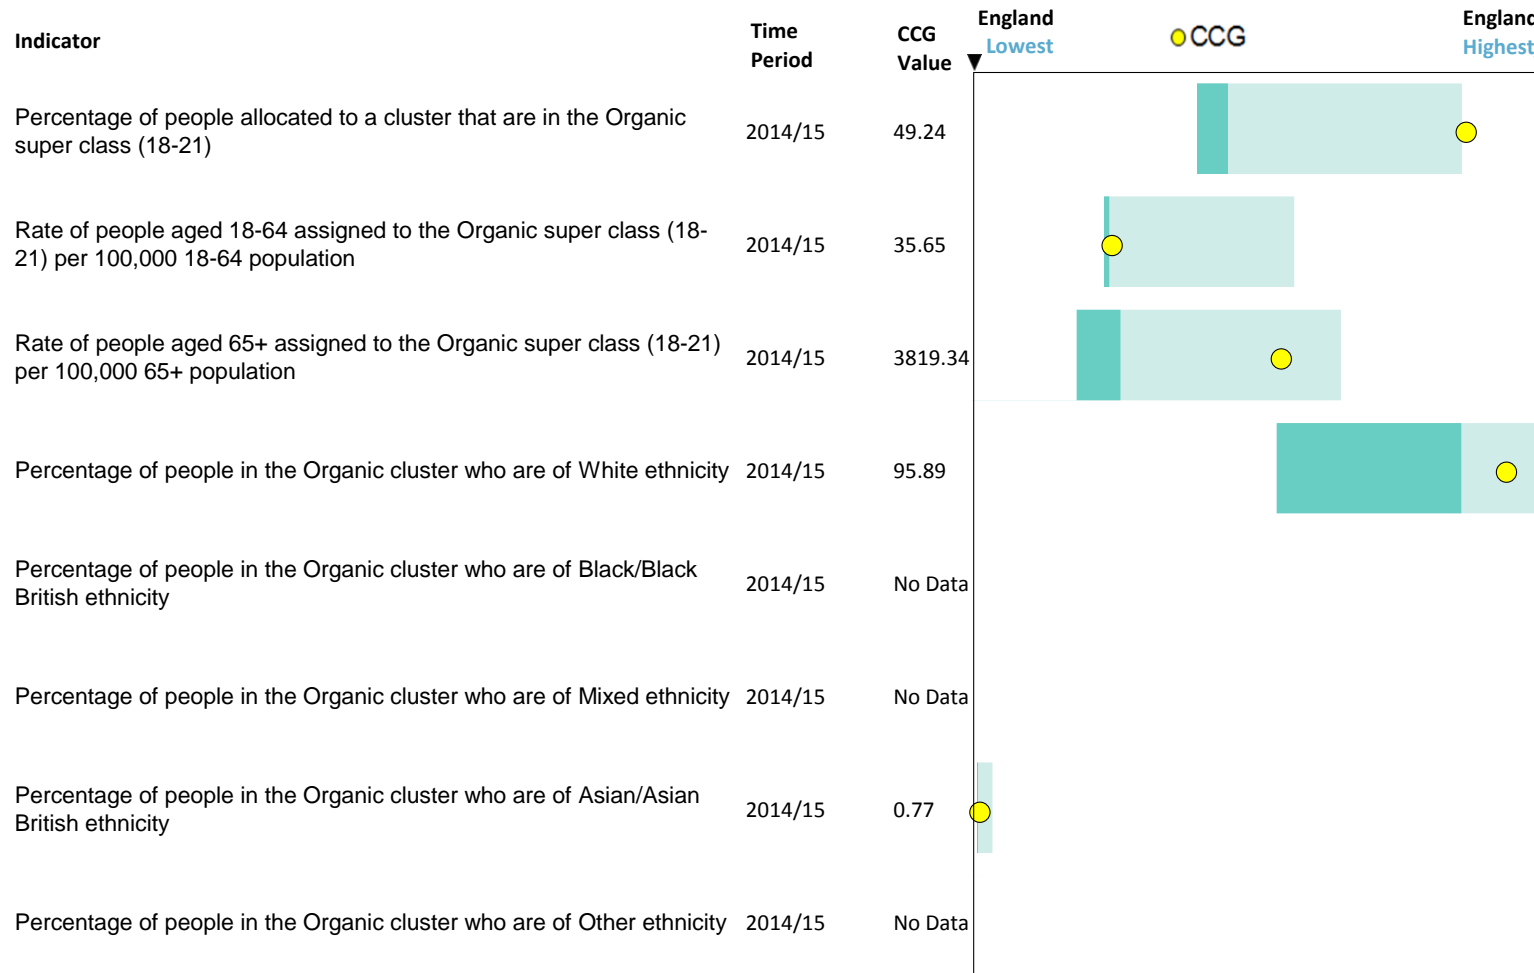 Indicator
Time
Period
CCG
Value
England
Lowest
CCG
England
Highest
Percentage of people allocated to a cluster that are in the Organic
super class (18-21)
2014/15
49.24
Rate of people aged 18-64 assigned to the Organic super class (18-
21) per 100,000 18-64 population
2014/15
35.65
Rate of people aged 65+ assigned to the Organic super class (18-21)
per 100,000 65+ population
2014/15
3819.34
Percentage of people in the Organic cluster who are of White ethnicity
2014/15
95.89
Percentage of people in the Organic cluster who are of Black/Black
British ethnicity
2014/15
No Data
Percentage of people in the Organic cluster who are of Mixed ethnicity
2014/15
No Data
Percentage of people in the Organic cluster who are of Asian/Asian
British ethnicity
2014/15
0.77
Percentage of people in the Organic cluster who are of Other ethnicity
2014/15
No Data